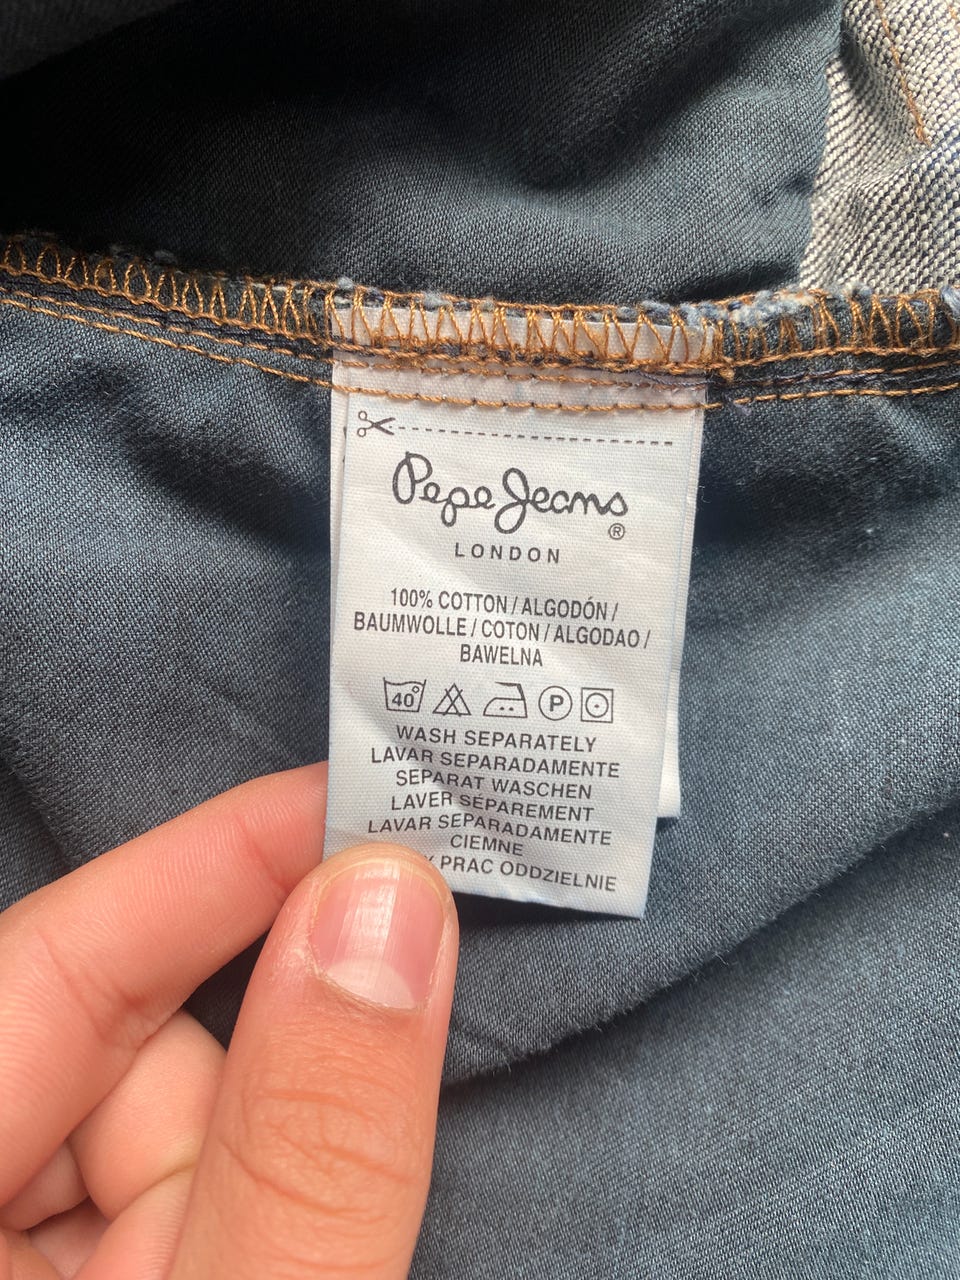 Pepe Jeans
®
LONDON
100% COTTON / ALGODÓN /
BAUMWOLLE / COTON / ALGODAO /
BAWELNA
40° P
WASH SEPARATELY
LAVAR SEPARADAMENTE
SEPARAT WASCHEN
LAVER SÉPAREMENT
LAVAR SEPARADAMENTE
CIEMNE
PRAC ODDZIELNIE